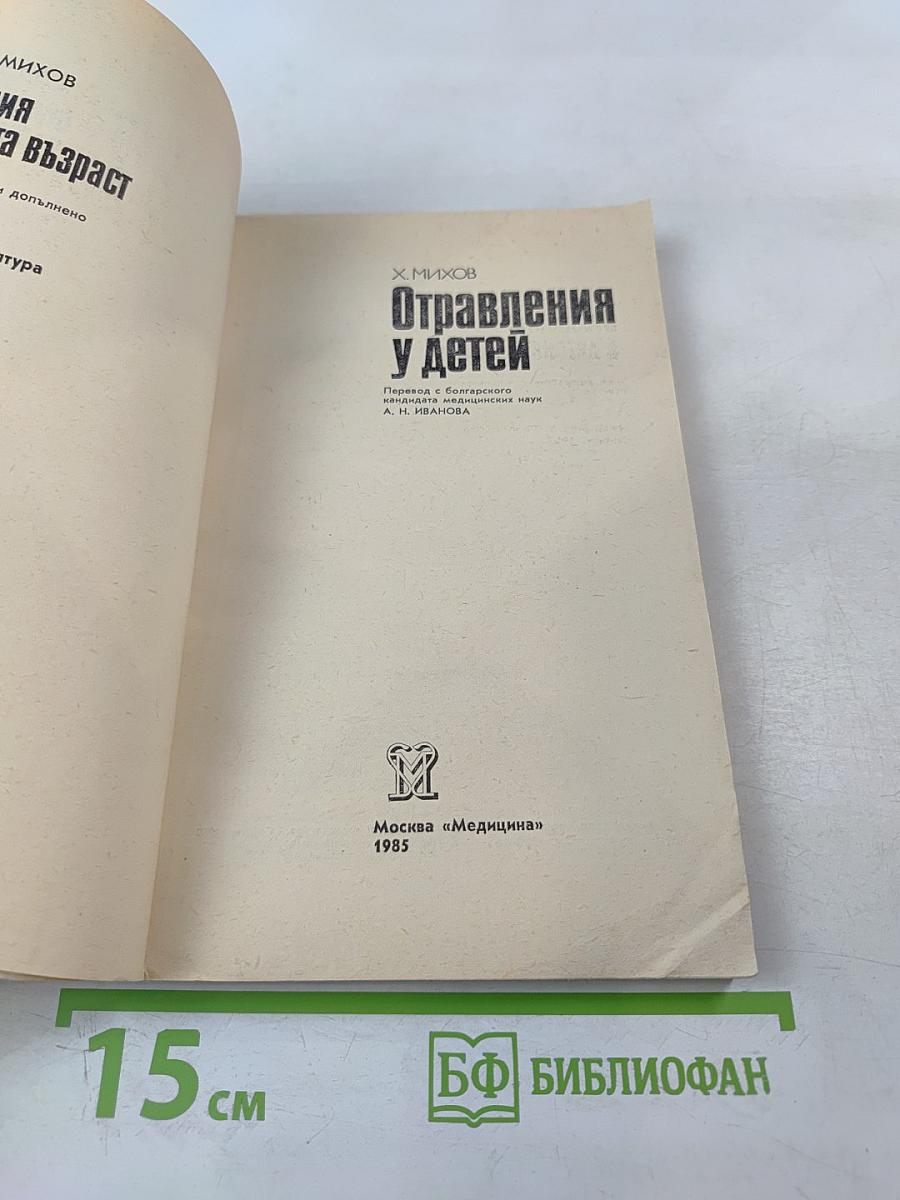 МИХОВ
ия
та възраст
и допълнено
тура
Х. МИХОВ
Отравления
у детей
Перевод с болгарского
кандидата медицинских наук
А. Н. ИВАНОВА
М
Москва «Медицина»
1985
15 см
БФ БИБЛИОФАН